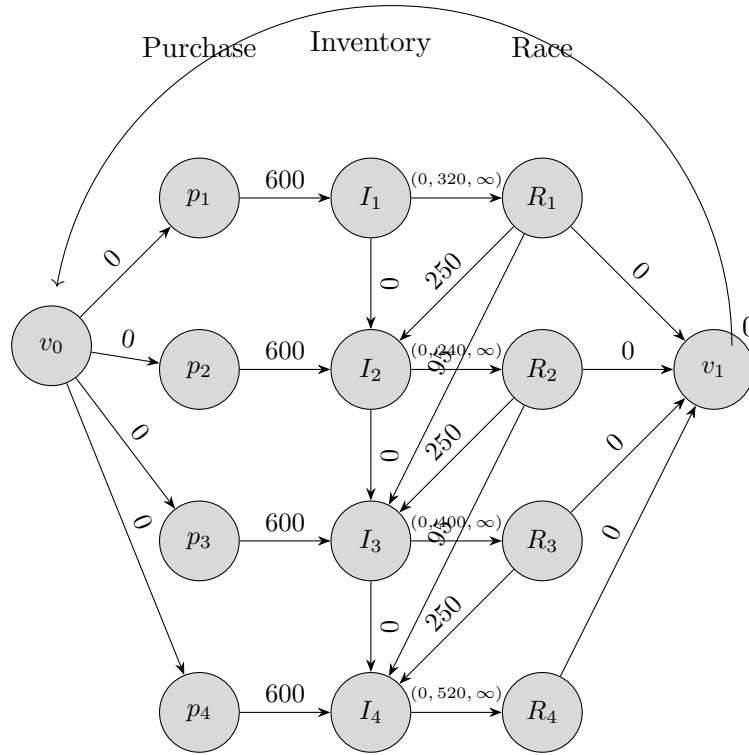 Purchase Inventory Race
p1 600 I1 (0, 320, ∞) R1
0 0 250 0
v0 0 p2 600 I2 (0, 240, ∞) 95 R2 0 v1 0
0 0 250 0
0 p3 600 I3 (0, 400, ∞) 95 R3 0
0 250
p4 600 I4 (0, 520, ∞) R4